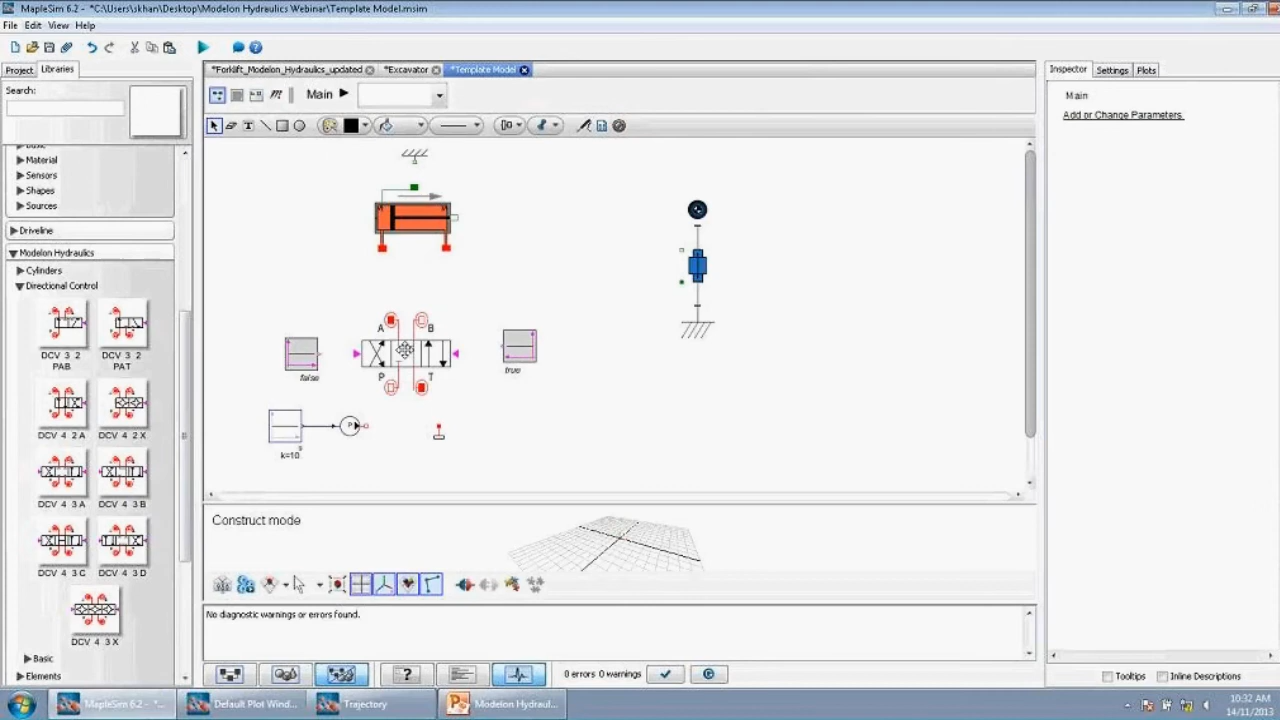 MapleSim 6.2 - *C:\Users\skhan\Desktop\Modelon Hydraulics Webinar\Template Model.msim
File Edit View Help
Project Libraries
*Forklift_Modelon_Hydraulics_updated *Excavator *Template Model
Inspector Settings Plots
Search:
Main
Main
Add or Change Parameters
Material
Sensors
Shapes
Sources
Driveline
Modelon Hydraulics
Cylinders
Directional Control
DCV 3 2 PAB
DCV 3 2 PAT
DCV 4 2 A
DCV 4 2 X
DCV 4 3 A
DCV 4 3 B
DCV 4 3 C
DCV 4 3 D
DCV 4 3 X
Basic
Elements
A B
P T
false
true
P
k=10
Construct mode
No diagnostic warnings or errors found.
?
0 errors 0 warnings
Tooltips Inline Descriptions
MapleSim 6.2 - *...
Default Plot Wind...
Trajectory
Modelon Hydraul...
10:32 AM
14/11/2013